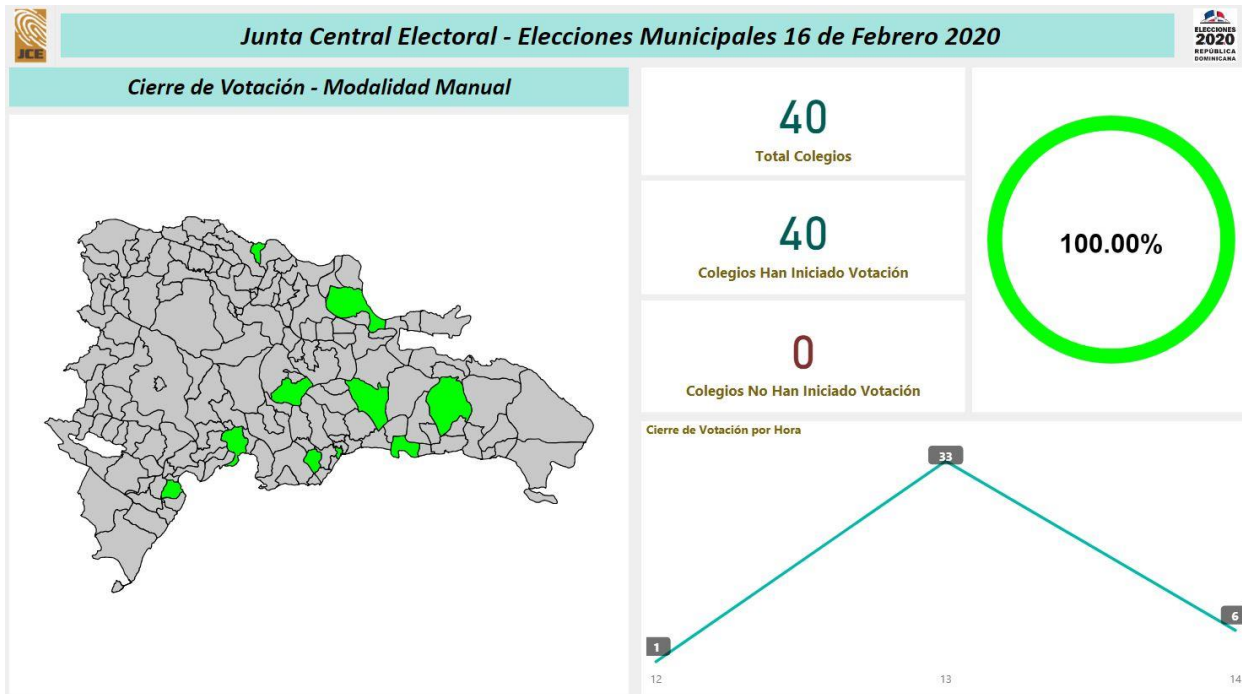 JCE
Junta Central Electoral - Elecciones Municipales 16 de Febrero 2020
ELECCIONES
2020
REPÚBLICA
DOMINICANA
Cierre de Votación - Modalidad Manual
40
Total Colegios
40
Colegios Han Iniciado Votación
0
Colegios No Han Iniciado Votación
100.00%
Cierre de Votación por Hora
33
1
6
12
13
14